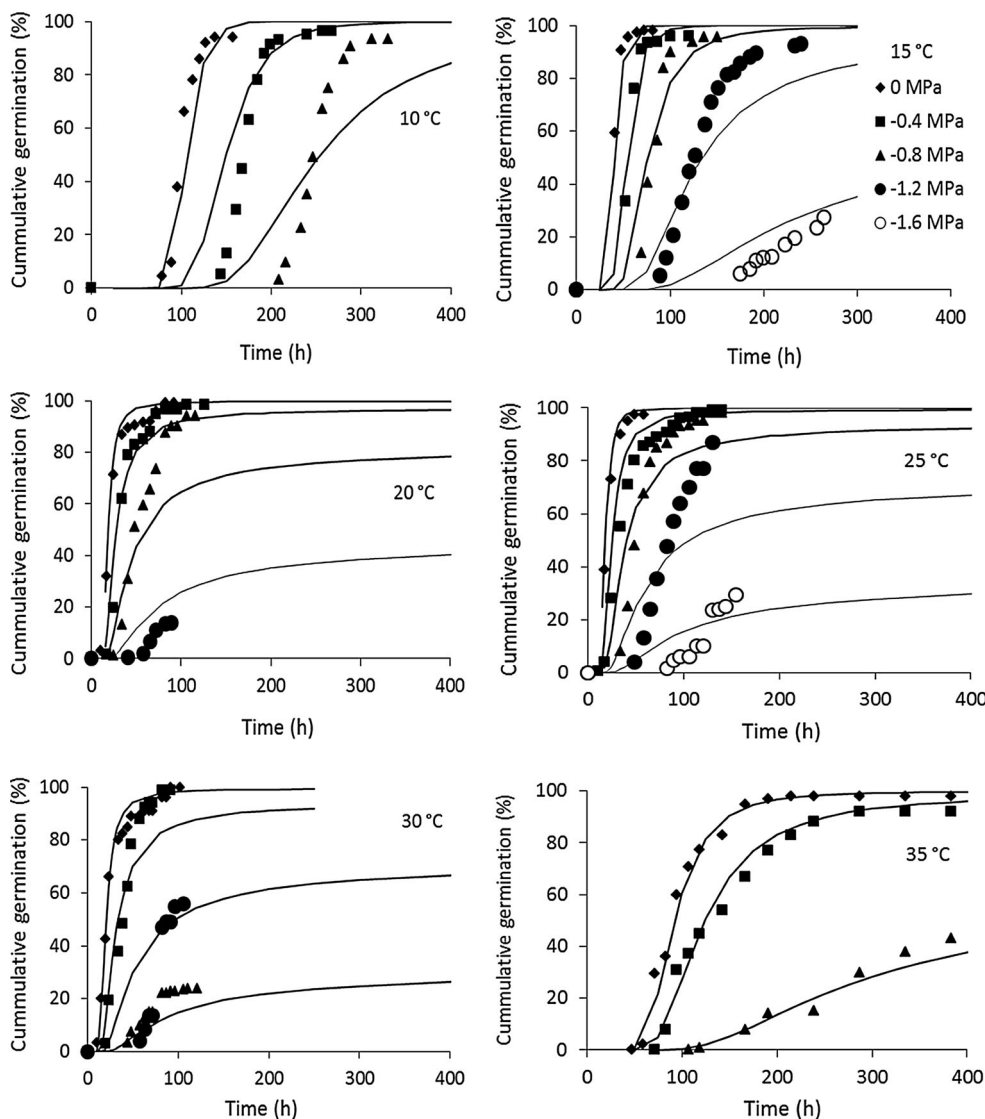 Cummulative germination (%)
100
80
60
40
20
0
10 °C
0 100 200 300 400
Time (h)
Cummulative germination (%)
100
80
60
40
20
0
15 °C
0 MPa
-0.4 MPa
-0.8 MPa
-1.2 MPa
-1.6 MPa
0 100 200 300 400
Time (h)
Cummulative germination (%)
100
80
60
40
20
0
20 °C
0 100 200 300 400
Time (h)
Cummulative germination (%)
100
80
60
40
20
0
25 °C
0 100 200 300 400
Time (h)
Cummulative germination (%)
100
80
60
40
20
0
30 °C
0 100 200 300 400
Time (h)
Cummulative germination (%)
100
80
60
40
20
0
35 °C
0 100 200 300 400
Time (h)